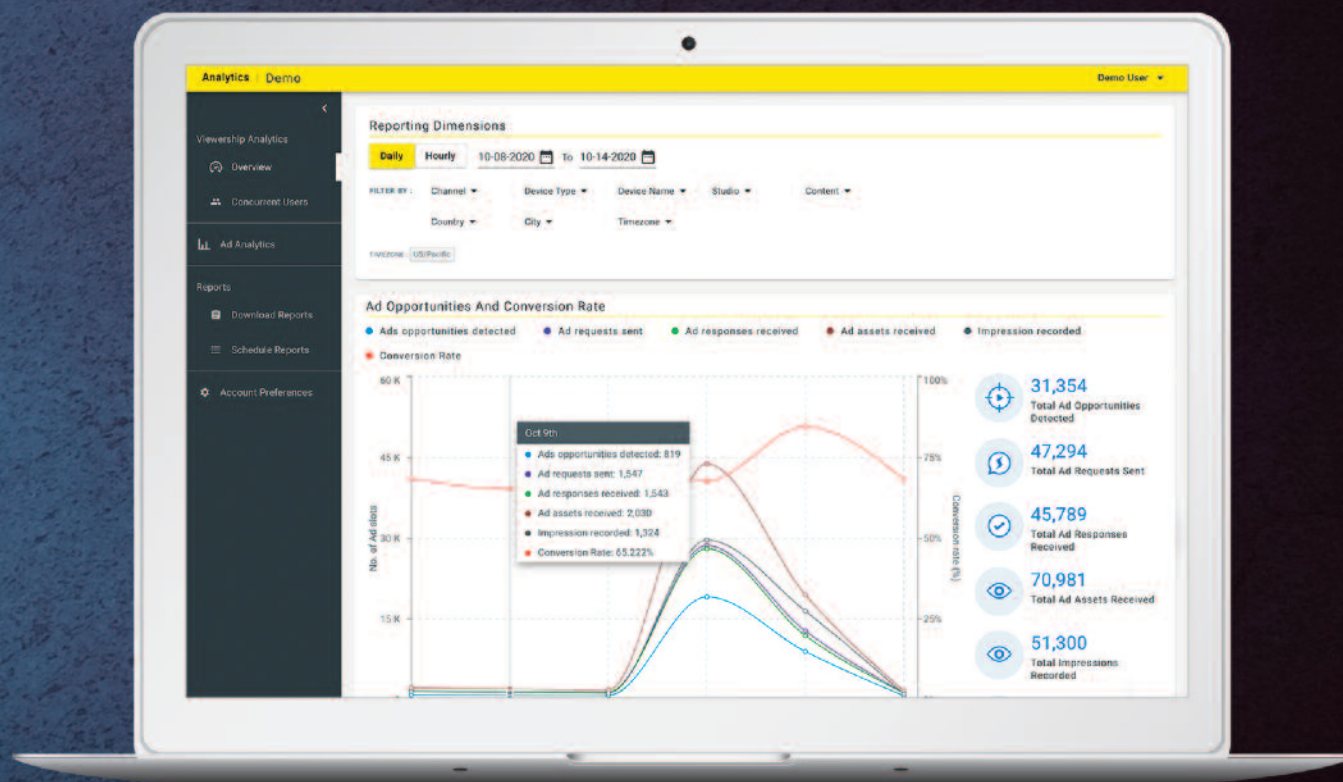 Analytics | Demo
Demo User
Viewership Analytics
Overview
Concurrent Users
Ad Analytics
Reports
Download Reports
Schedule Reports
Account Preferences
Reporting Dimensions
Daily Hourly 10-08-2020 To 10-14-2020
FILTER BY : Channel Device Type Device Name Studio Content
Country City Timezone
TIMEZONE : US/Pacific
Ad Opportunities And Conversion Rate
Ads opportunities detected Ad requests sent Ad responses received Ad assets received Impression recorded
Conversion Rate
60 K
45 K
30 K
15 K
No. of Ad slots
Oct 9th
Ads opportunities detected: 819
Ad requests sent: 1,547
Ad responses received: 1,543
Ad assets received: 2,030
Impression recorded: 1,324
Conversion Rate: 65.222%
100%
75%
50%
25%
Conversion rate (%)
31,354
Total Ad Opportunities
Detected
47,294
Total Ad Requests Sent
45,789
Total Ad Responses
Received
70,981
Total Ad Assets Received
51,300
Total Impressions
Recorded